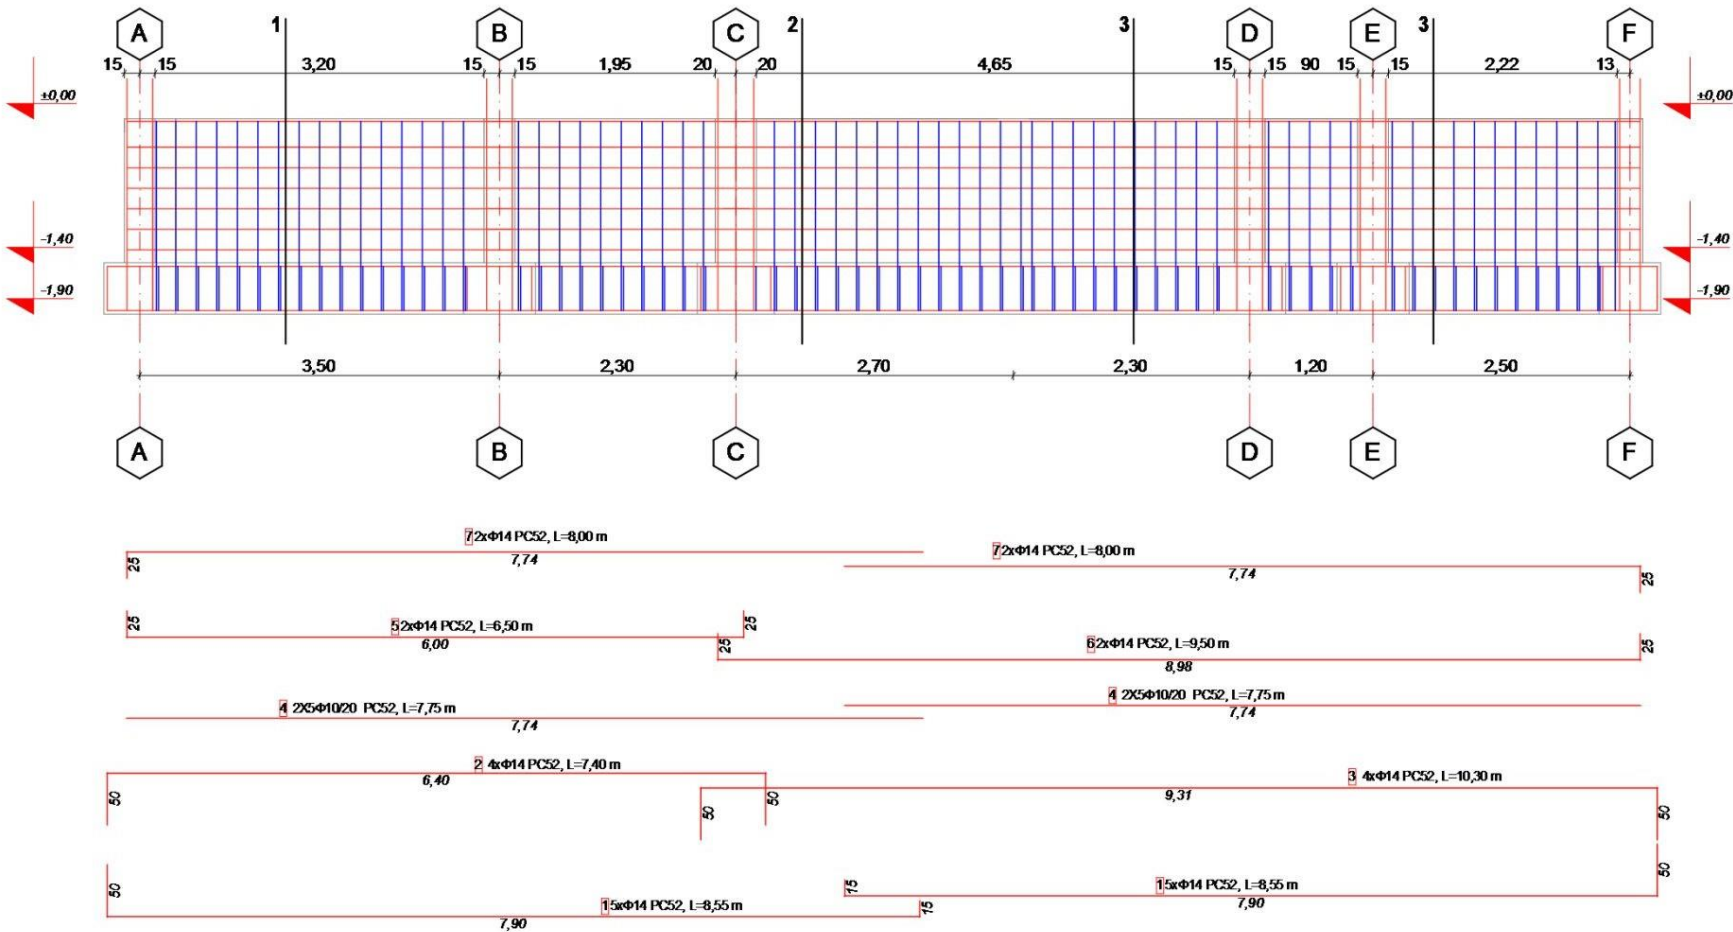 A 1 B C 2 3 D E 3 F
15 15 3,20 15 15 1,95 20 20 4,65 15 15 90 15 15 2,22 13
±0,00 ±0,00
-1,40 -1,40
-1,90 -1,90
3,50 2,30 2,70 2,30 1,20 2,50
A B C D E F
7 2xΦ14 PC52, L=8,00 m
7,74
25
7 2xΦ14 PC52, L=8,00 m
7,74
25
25
5 2xΦ14 PC52, L=6,50 m
6,00
25
25
6 2xΦ14 PC52, L=9,50 m
8,98
25
4 2X5Φ10/20 PC52, L=7,75 m
7,74
4 2X5Φ10/20 PC52, L=7,75 m
7,74
2 4xΦ14 PC52, L=7,40 m
6,40
50
50
3 4xΦ14 PC52, L=10,30 m
9,31
50
50
50
1 5xΦ14 PC52, L=8,55 m
7,90
15
15
1 5xΦ14 PC52, L=8,55 m
7,90
50